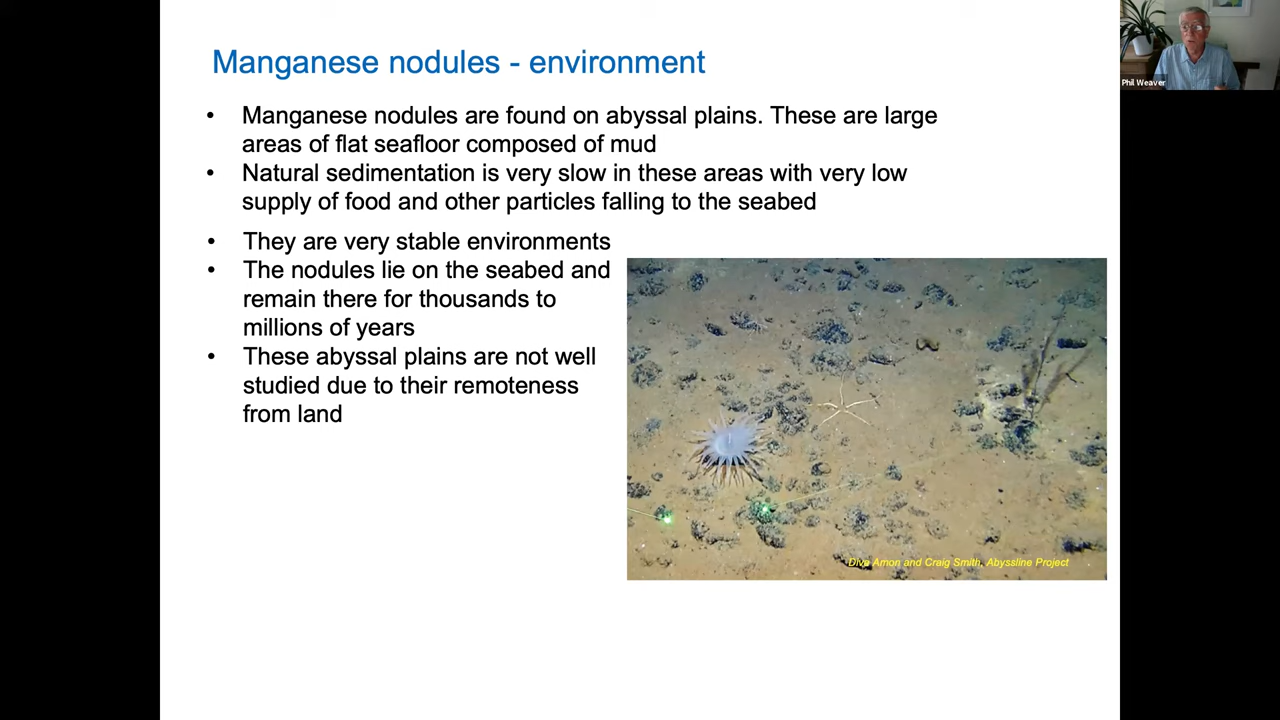 Manganese nodules - environment
• Manganese nodules are found on abyssal plains. These are large
areas of flat seafloor composed of mud
• Natural sedimentation is very slow in these areas with very low
supply of food and other particles falling to the seabed
• They are very stable environments
• The nodules lie on the seabed and
remain there for thousands to
millions of years
• These abyssal plains are not well
studied due to their remoteness
from land
Diva Amon and Craig Smith, Abyssline Project
Phil Weaver